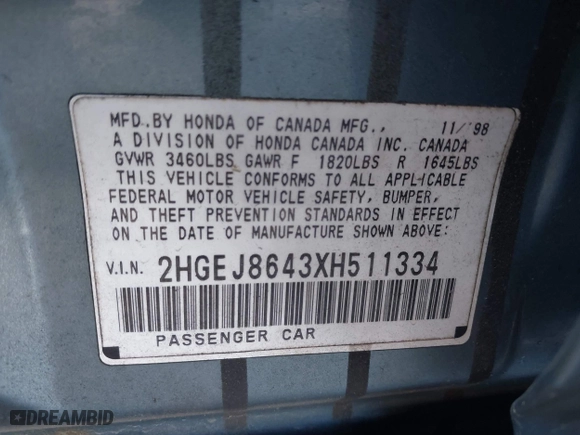 MFD. BY HONDA OF CANADA MFG., 11/98
A DIVISION OF HONDA CANADA INC. CANADA
GVWR 3460LBS GAWR F 1820LBS R 1645LBS
THIS VEHICLE CONFORMS TO ALL APPLICABLE
FEDERAL MOTOR VEHICLE SAFETY, BUMPER,
AND THEFT PREVENTION STANDARDS IN EFFECT
ON THE DATE OF MANUFACTURE SHOWN ABOVE:
V.I.N. 2HGEJ8643XH511334
PASSENGER CAR
DREAMBID